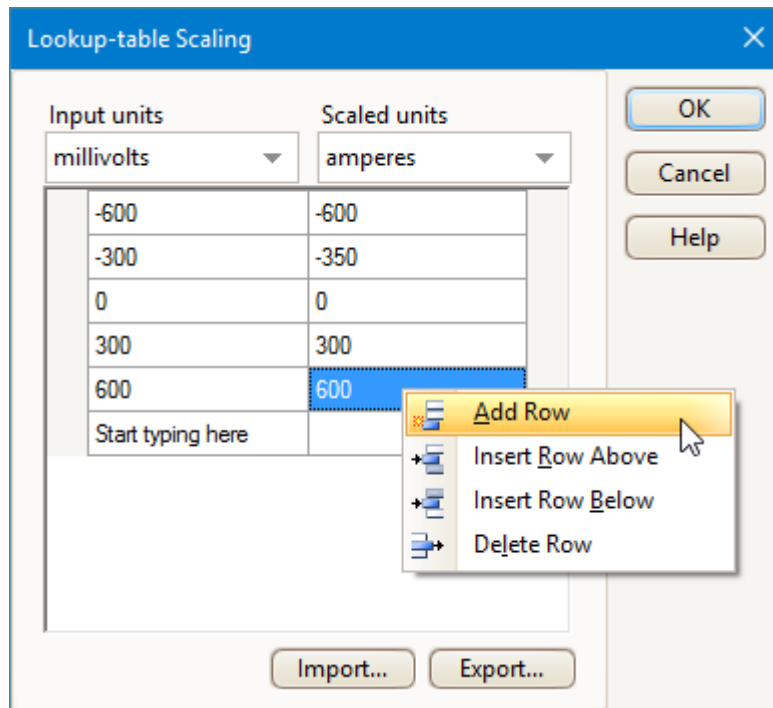 Lookup-table Scaling
Input units Scaled units
millivolts amperes
-600 -600
-300 -350
0 0
300 300
600 600
Start typing here
Add Row
Insert Row Above
Insert Row Below
Delete Row
Import... Export...
OK
Cancel
Help